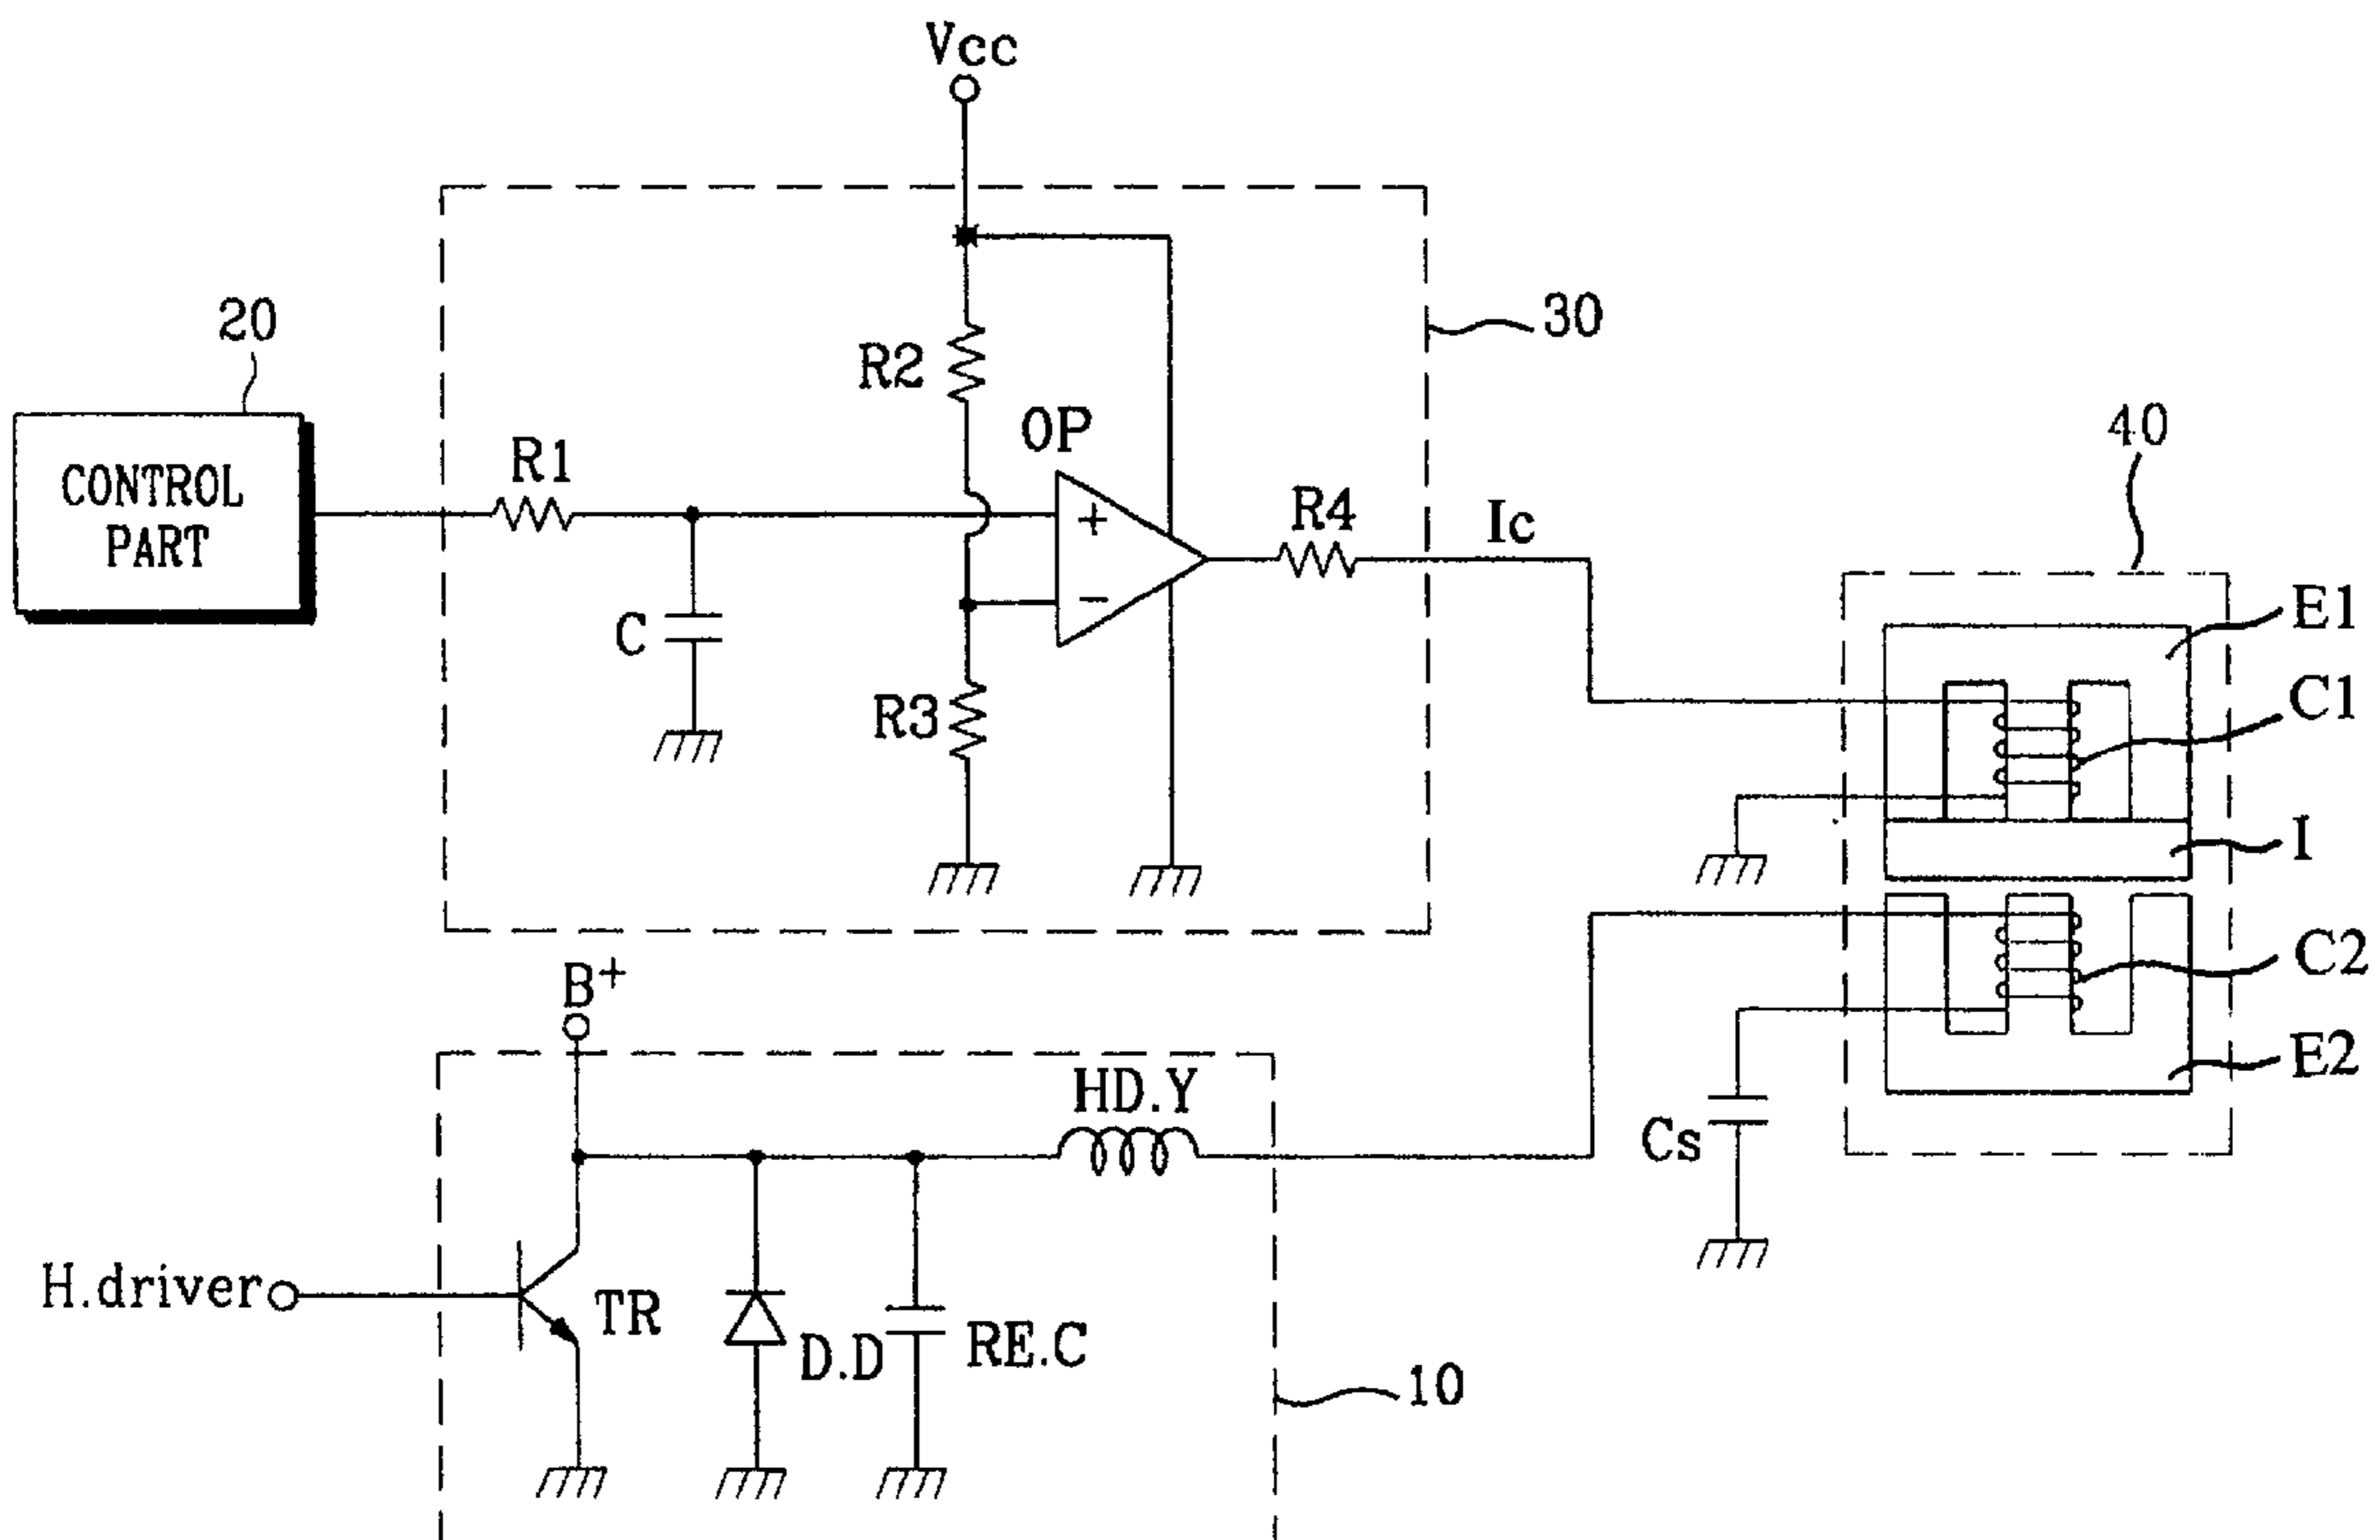 Vcc
20
CONTROL
PART
R1
C
R2
R3
OP
+
−
R4
Ic
30
40
E1
C1
I
C2
E2
Cs
B+
HD.Y
H.driver
TR
D.D
RE.C
10